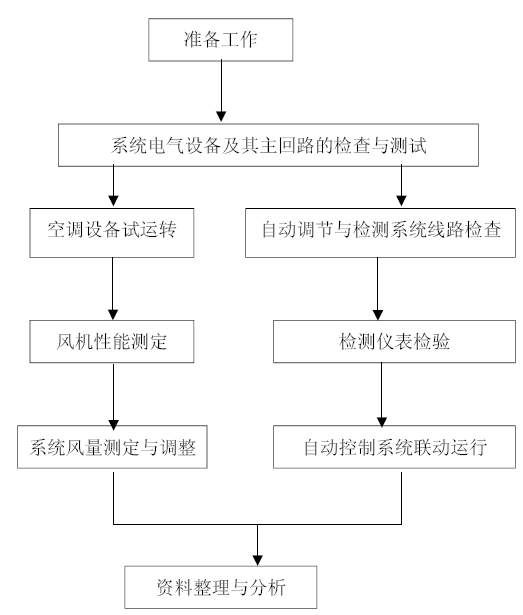 准备工作
系统电气设备及其主回路的检查与测试
空调设备试运转
自动调节与检测系统线路检查
风机性能测定
检测仪表检验
系统风量测定与调整
自动控制系统联动运行
资料整理与分析